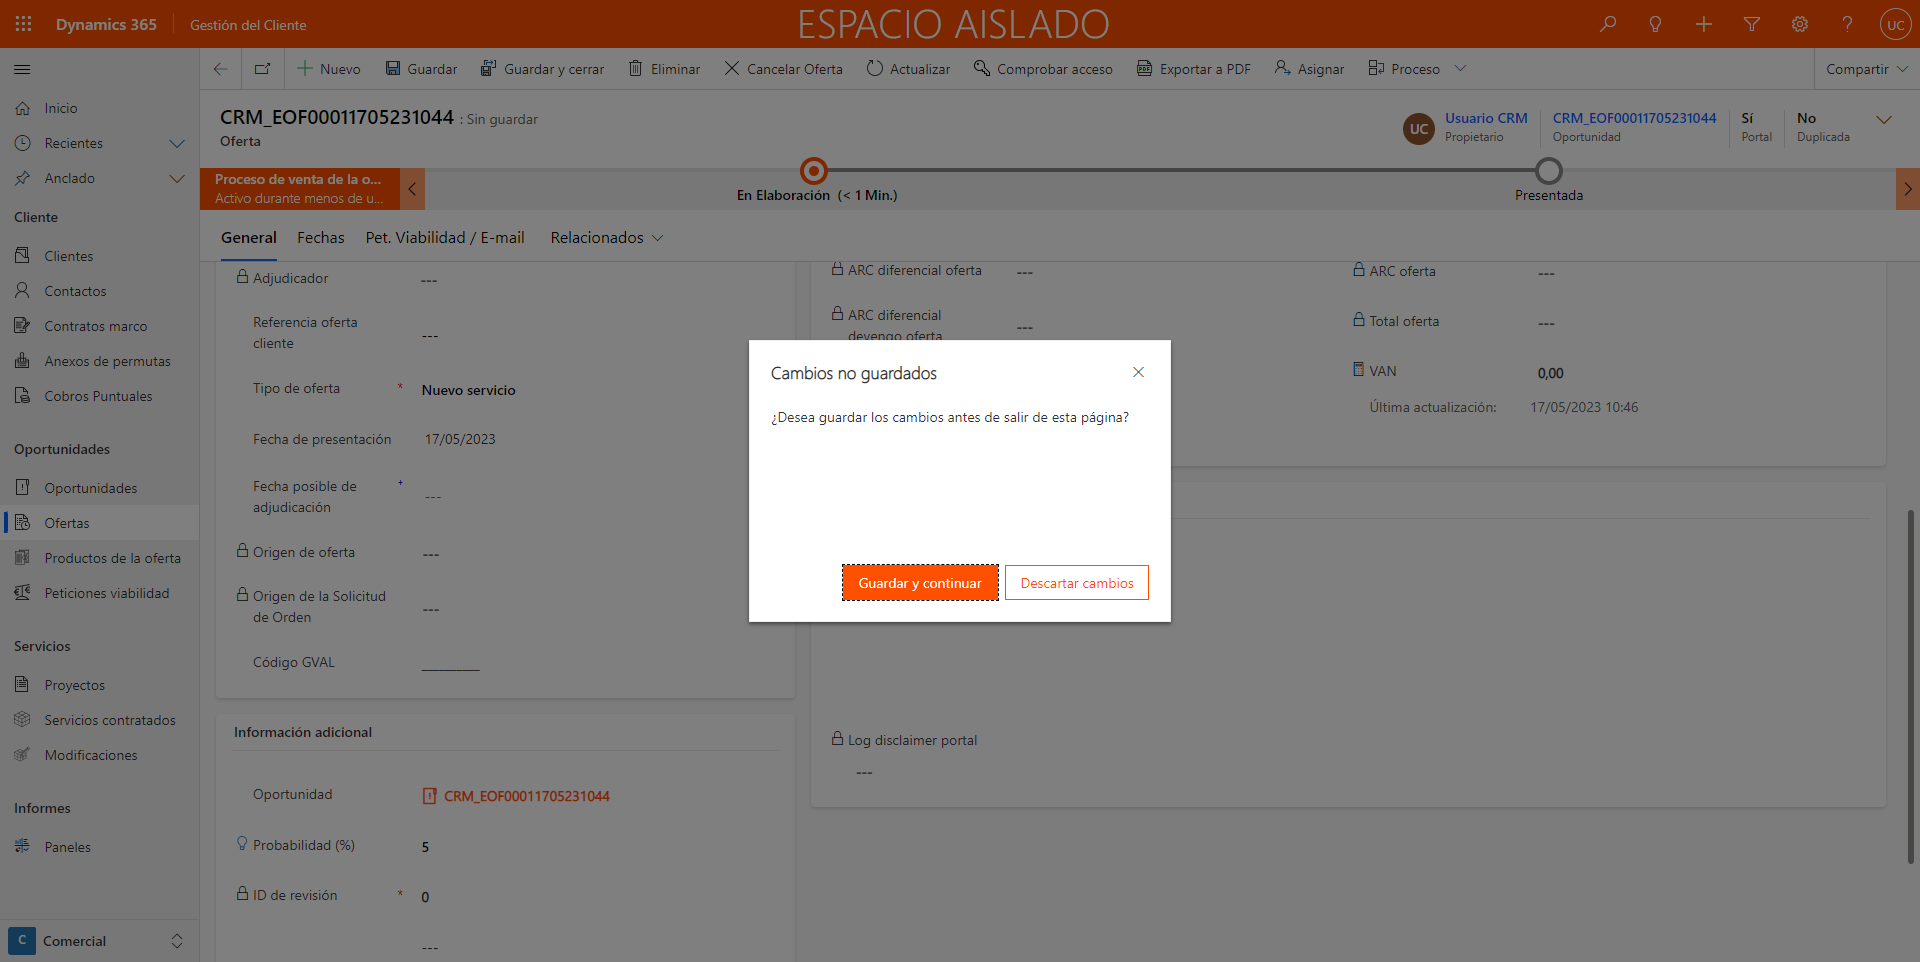 Dynamics 365
Gestión del Cliente
ESPACIO AISLADO
UC
Nuevo
Guardar
Guardar y cerrar
Eliminar
Cancelar Oferta
Actualizar
Comprobar acceso
Exportar a PDF
Asignar
Proceso
Compartir
Inicio
Recientes
Anclado
Cliente
Clientes
Contactos
Contratos marco
Anexos de permutas
Cobros Puntuales
Oportunidades
Oportunidades
Ofertas
Productos de la oferta
Peticiones viabilidad
Servicios
Proyectos
Servicios contratados
Modificaciones
Informes
Paneles
C
Comercial
CRM_EOF00011705231044 : Sin guardar
Oferta
UC
Usuario CRM
Propietario
CRM_EOF00011705231044
Oportunidad
Sí
Portal
No
Duplicada
Proceso de venta de la o...
Activo durante menos de u...
En Elaboración (< 1 Min.)
Presentada
General
Fechas
Pet. Viabilidad / E-mail
Relacionados
Adjudicador
---
Referencia oferta
cliente
---
Tipo de oferta
*
Nuevo servicio
Fecha de presentación
17/05/2023
Fecha posible de
adjudicación
+
---
Origen de oferta
---
Origen de la Solicitud
de Orden
---
Código GVAL
Información adicional
Oportunidad
CRM_EOF00011705231044
Probabilidad (%)
5
ID de revisión
*
0
---
ARC diferencial oferta
---
ARC diferencial
devengo oferta
---
ARC oferta
---
Total oferta
---
VAN
0,00
Última actualización:
17/05/2023 10:46
Log disclaimer portal
---
Cambios no guardados
¿Desea guardar los cambios antes de salir de esta página?
Guardar y continuar
Descartar cambios